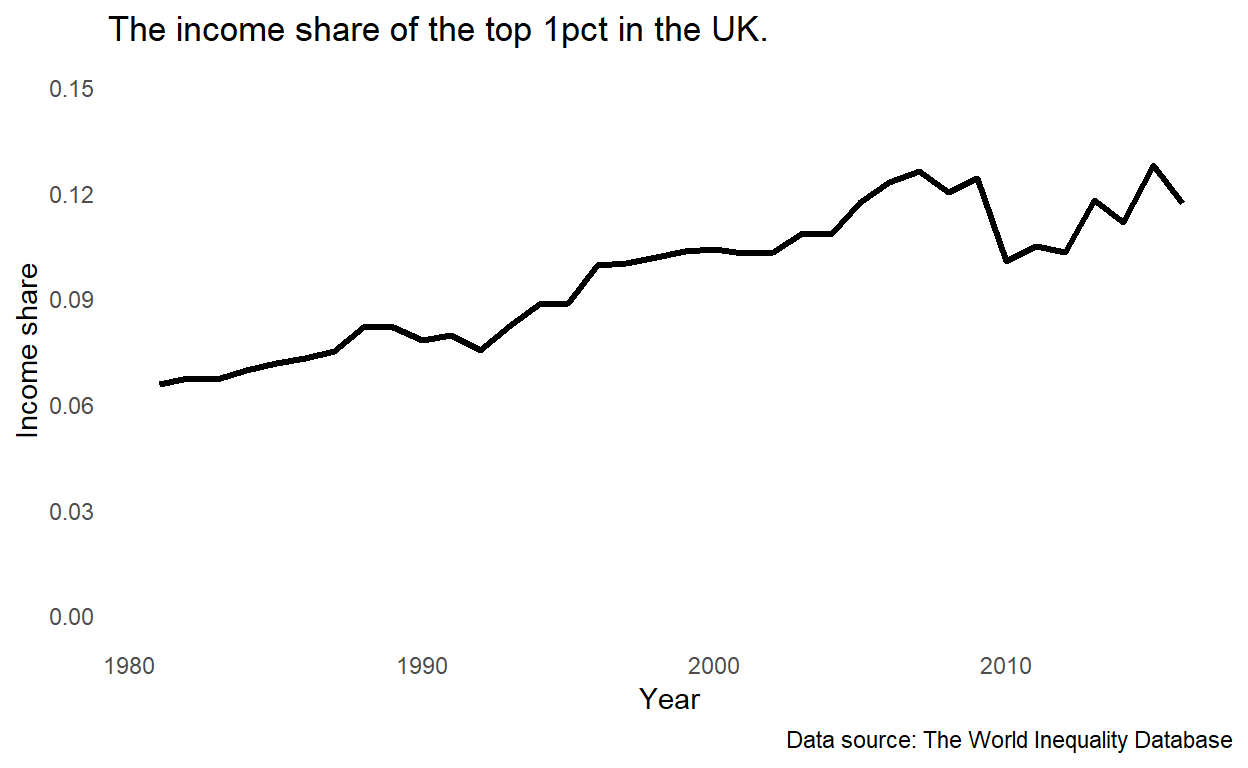 The income share of the top 1pct in the UK.
0.15
0.12
0.09
0.06
0.03
0.00
Income share
1980 1990 2000 2010
Year
Data source: The World Inequality Database